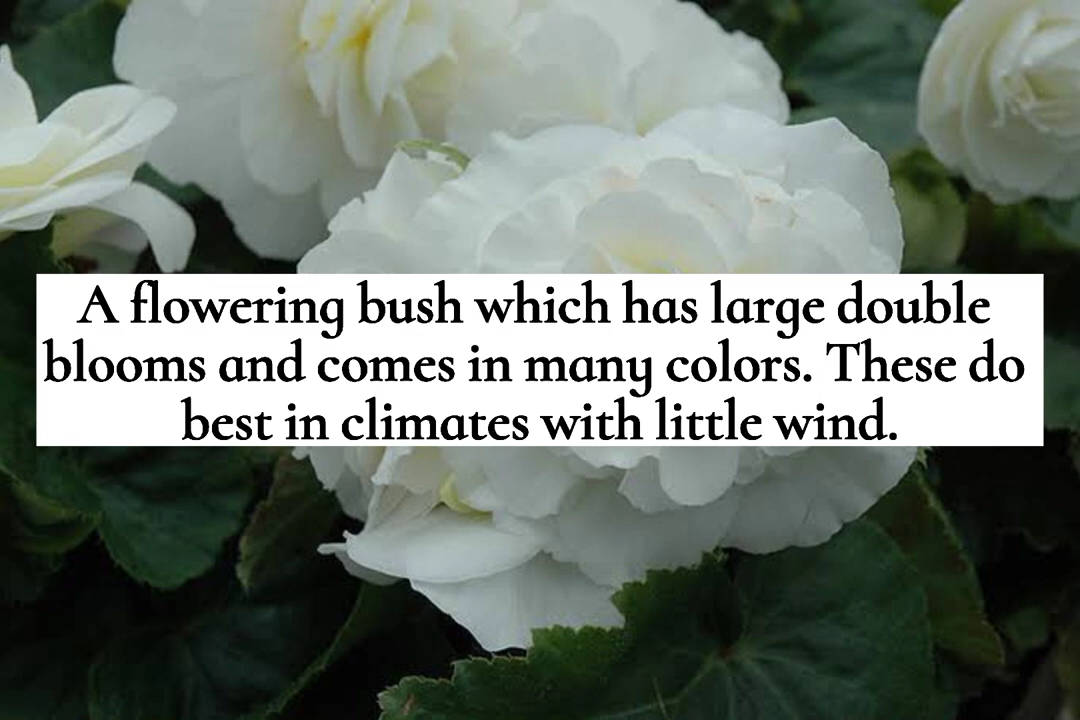 A flowering bush which has large double
blooms and comes in many colors. These do
best in climates with little wind.